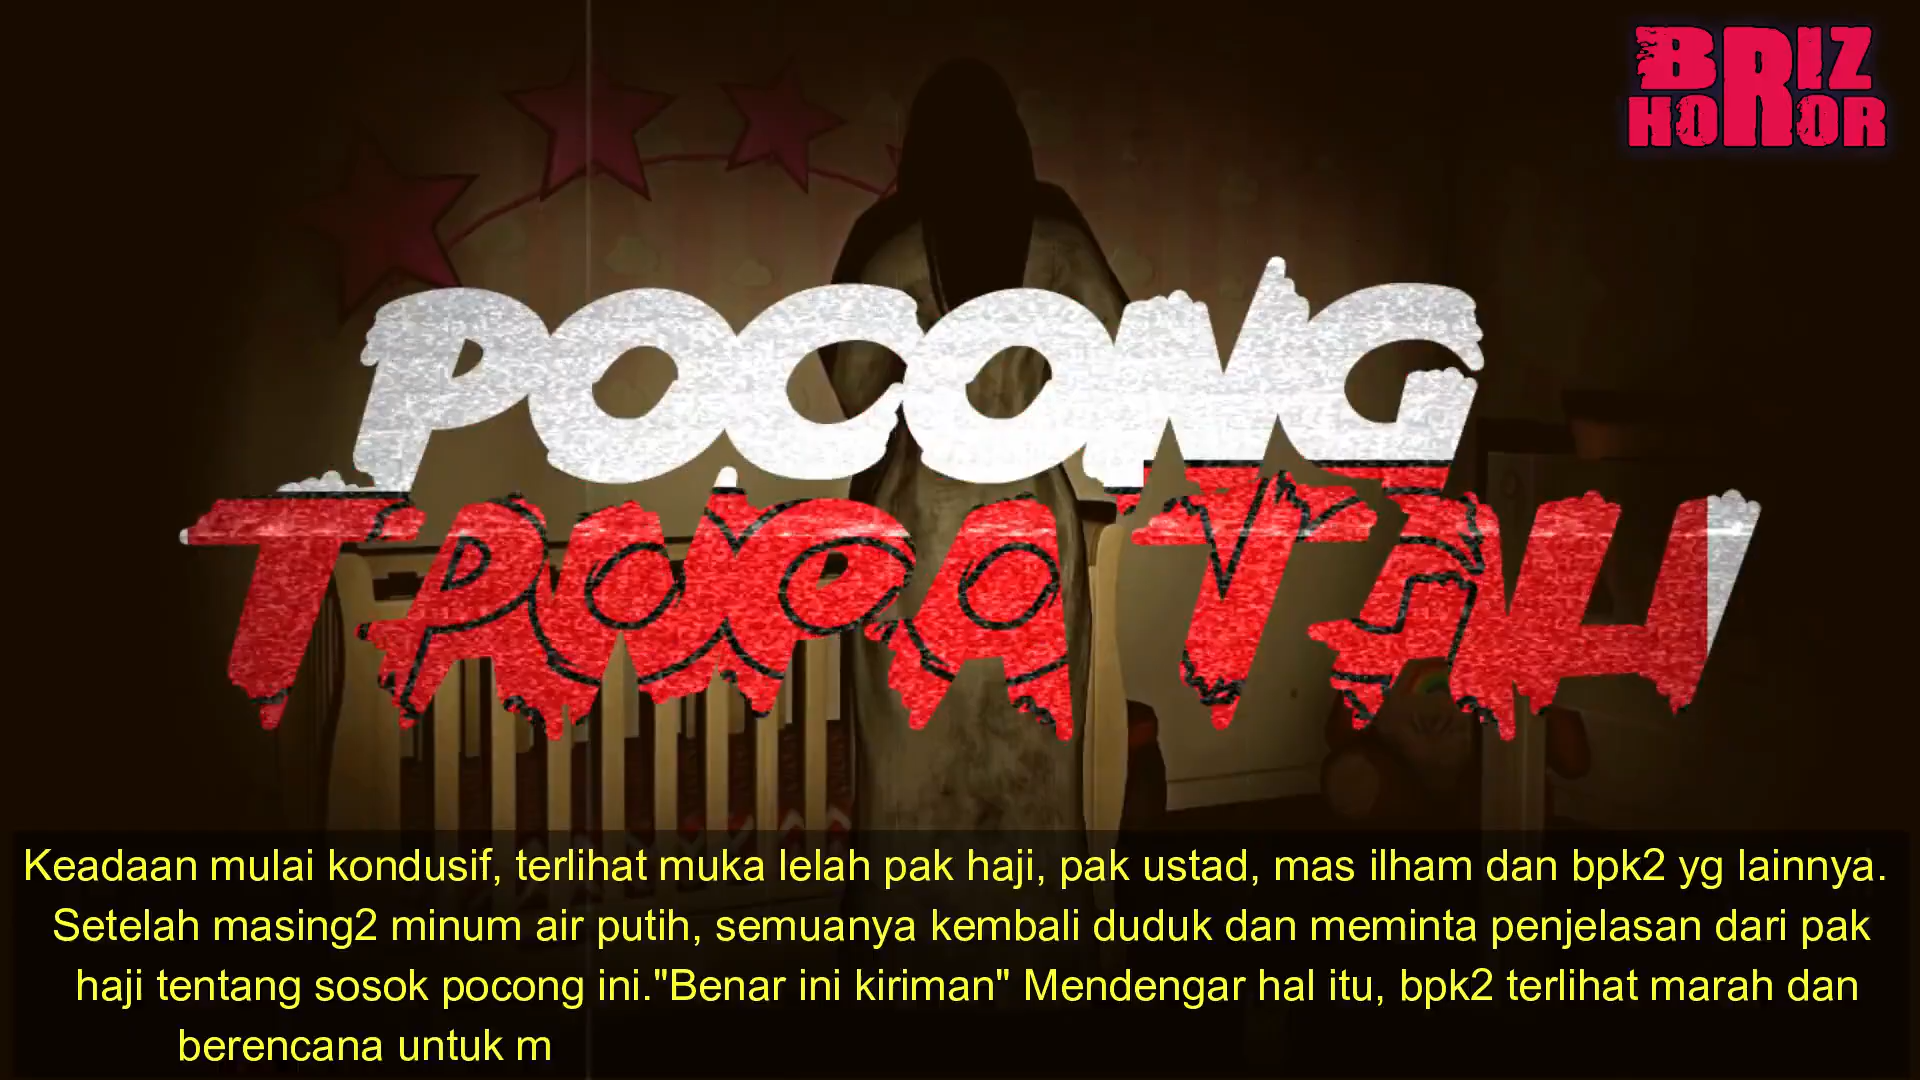 BRIZ
HOROR
POCONG
TANPA TALI
Keadaan mulai kondusif, terlihat muka lelah pak haji, pak ustad, mas ilham dan bpk2 yg lainnya.
Setelah masing2 minum air putih, semuanya kembali duduk dan meminta penjelasan dari pak
haji tentang sosok pocong ini."Benar ini kiriman" Mendengar hal itu, bpk2 terlihat marah dan
berencana untuk m